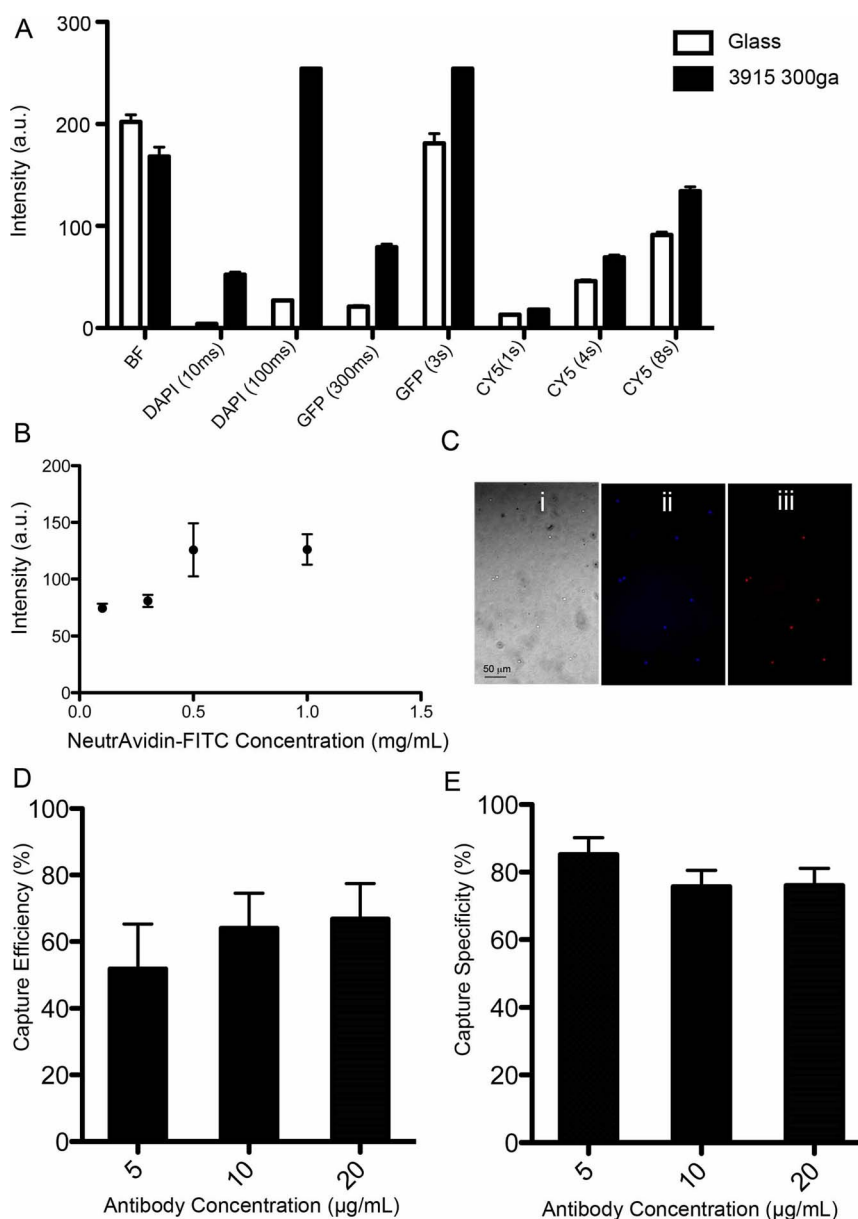 A
Intensity (a.u.)
300
200
100
0
Glass
3915 300ga
BF
DAPI (10ms)
DAPI (100ms)
GFP (300ms)
GFP (3s)
CY5(1s)
CY5 (4s)
CY5 (8s)
B
Intensity (a.u.)
200
150
100
50
0
0.0 0.5 1.0 1.5
NeutrAvidin-FITC Concentration (mg/mL)
C
i ii iii
50 µm
D
Capture Efficiency (%)
100
80
60
40
20
0
5 10 20
Antibody Concentration (µg/mL)
E
Capture Specificity (%)
100
80
60
40
20
0
5 10 20
Antibody Concentration (µg/mL)